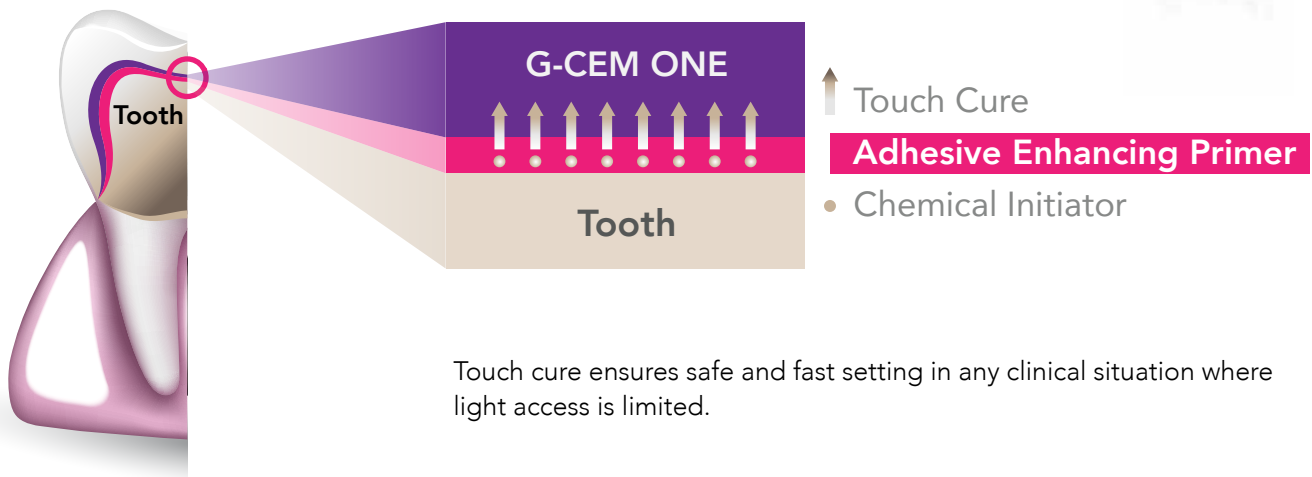 Tooth
G-CEM ONE
Tooth
Touch Cure
Adhesive Enhancing Primer
Chemical Initiator
Touch cure ensures safe and fast setting in any clinical situation where
light access is limited.